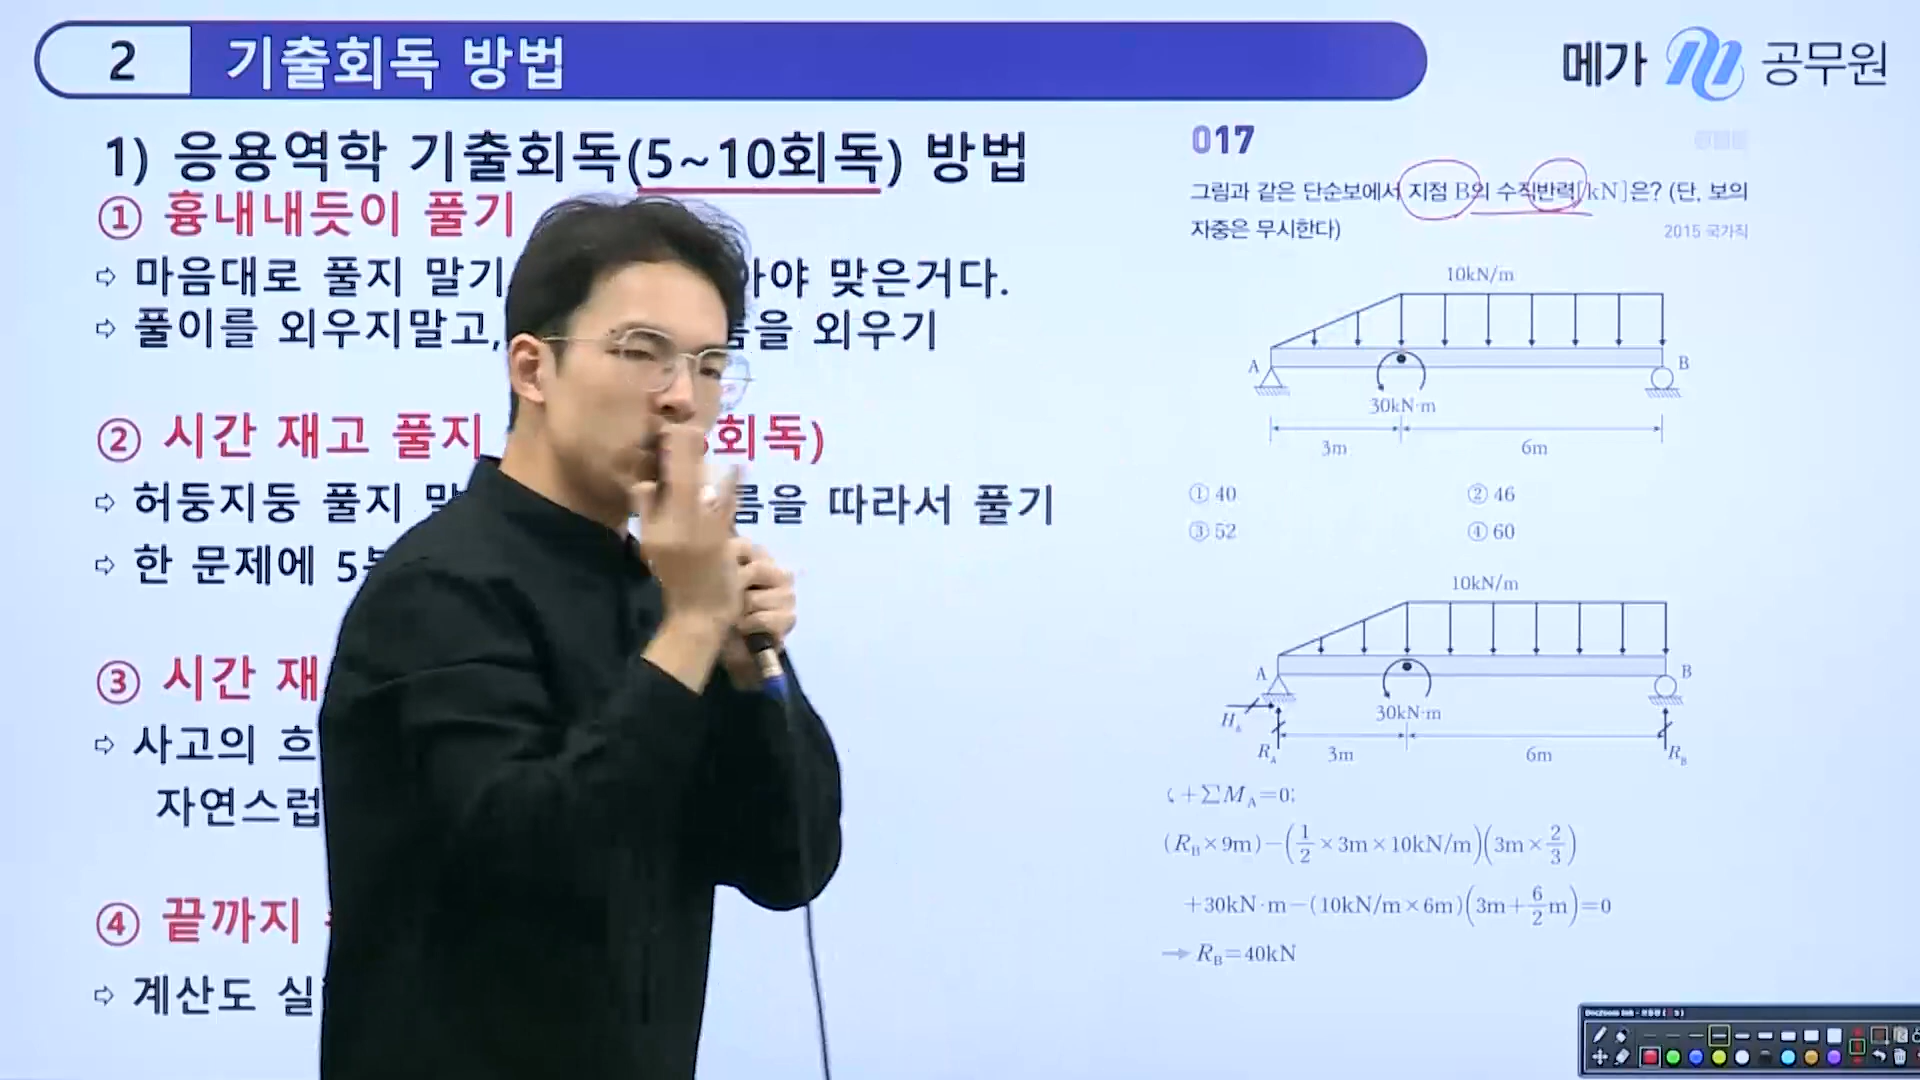 2 기출회독 방법
메가 공무원
1) 응용역학 기출회독(5~10회독) 방법
① 흉내내듯이 풀기
⇨ 마음대로 풀지 말기 야 맞은거다.
⇨ 풀이를 외우지말고, 을 외우기
② 시간 재고 풀지 회독)
⇨ 허둥지둥 풀지 을 따라서 풀기
⇨ 한 문제에
③ 시간 재
⇨ 사고의
자연스럽
④ 끝까지
⇨ 계산도
017
그림과 같은 단순보에서 지점 B의 수직반력[kN]은? (단, 보의
자중은 무시한다)
2015 국가직
10kN/m
A
B
30kN·m
3m
6m
① 40
② 46
③ 52
④ 60
10kN/m
A
B
30kN·m
H_A
R_A
3m
6m
R_B
+∑M_A=0;
(R_B×9m)−(1/2×3m×10kN/m)(3m×2/3)
+30kN·m−(10kN/m×6m)(3m+6/2m)=0
→ R_B=40kN